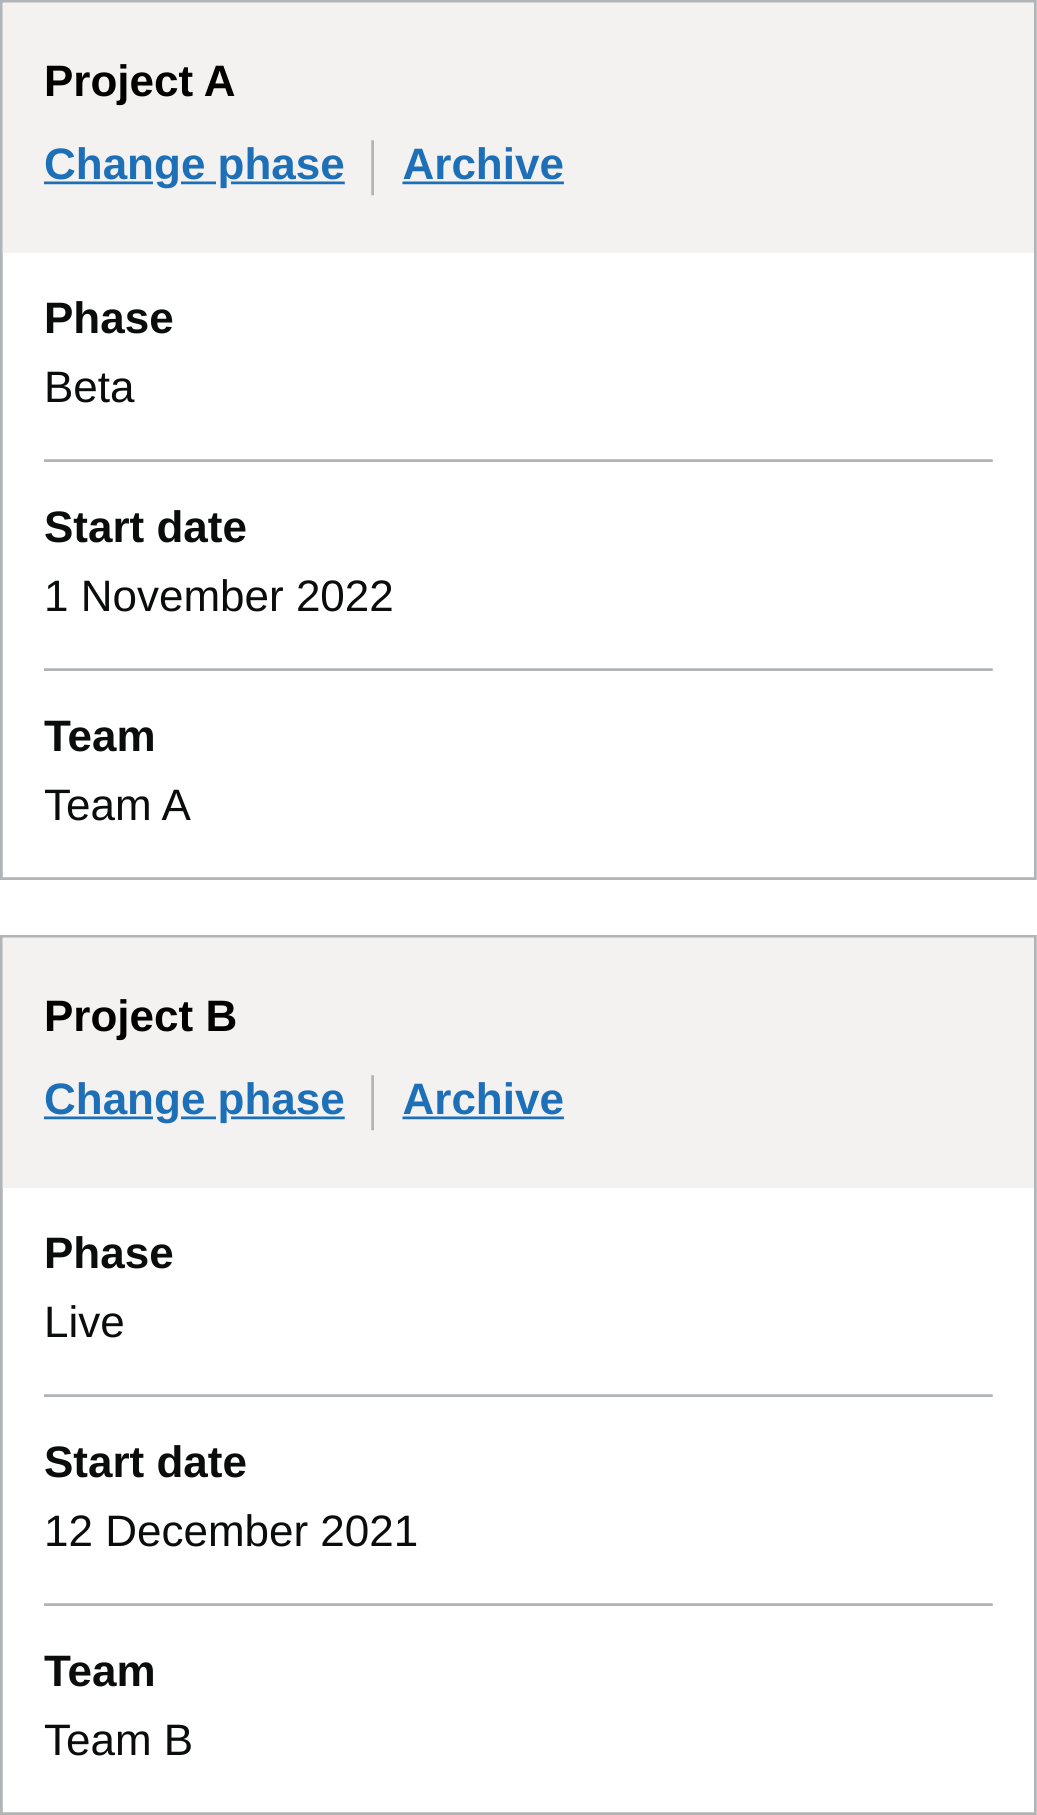 Project A
Change phase | Archive
Phase
Beta
Start date
1 November 2022
Team
Team A
Project B
Change phase | Archive
Phase
Live
Start date
12 December 2021
Team
Team B